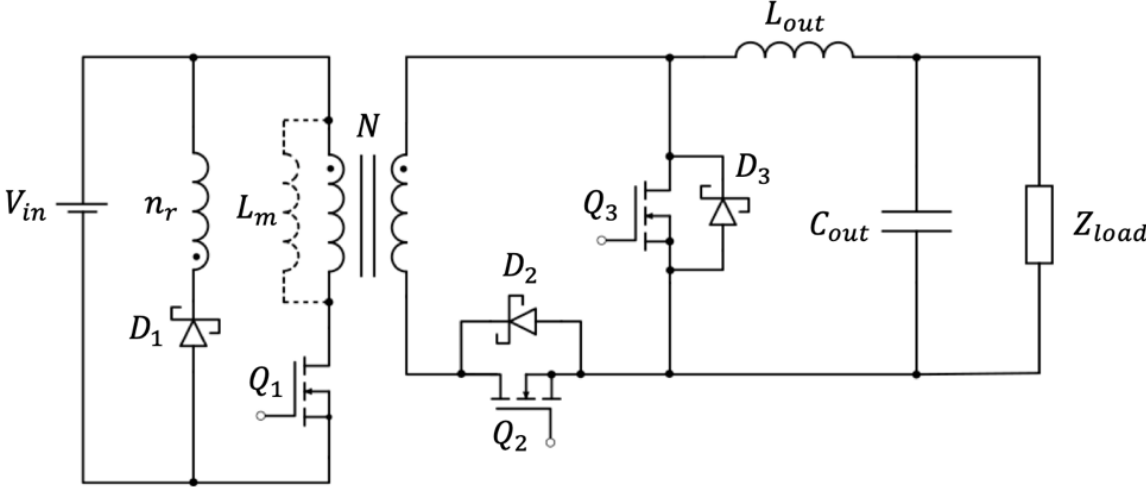 L_out
N
D_3
V_in
n_r
L_m
Q_3
C_out
Z_load
D_2
D_1
Q_1
Q_2